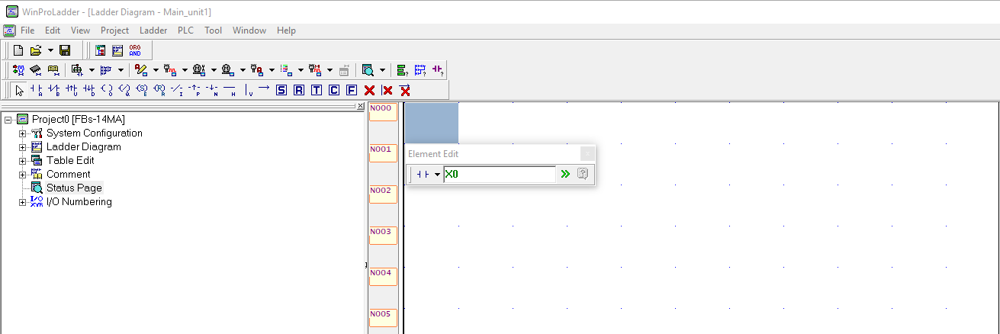 WinProLadder - [Ladder Diagram - Main_unit1]
File Edit View Project Ladder PLC Tool Window Help
ORG
AND
A B U D O Q E R I P N H V S R T C F
Project0 [FBs-14MA]
System Configuration
Ladder Diagram
Table Edit
Comment
Status Page
I/O Numbering
N000
N001
Element Edit
X0
N002
N003
N004
N005